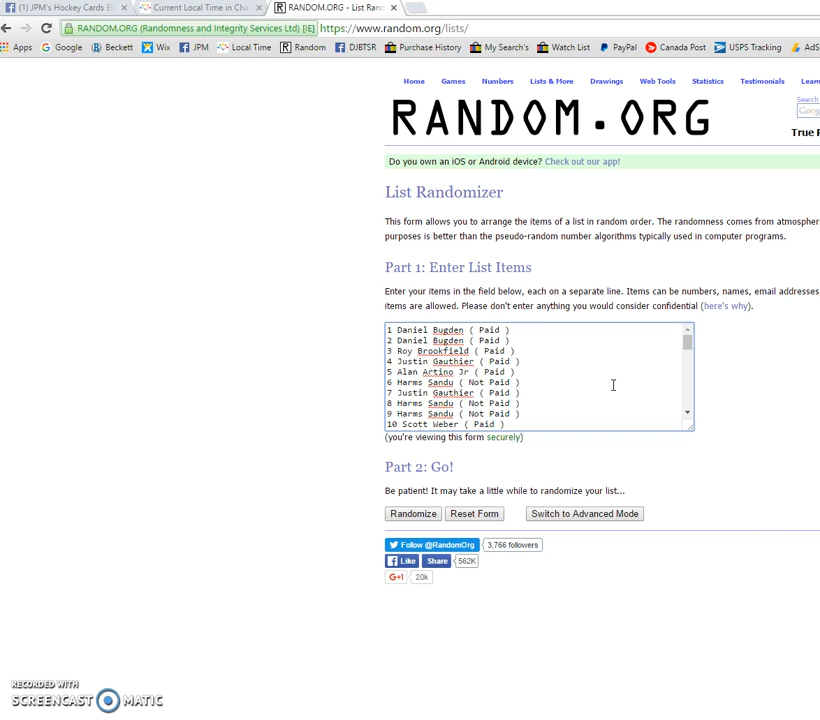 (1) JPM's Hockey Cards El
Current Local Time in Cha
RANDOM.ORG - List Ran
RANDOM.ORG (Randomness and Integrity Services Ltd) [IE] https://www.random.org/lists/
Apps Google Beckett Wix JPM Local Time Random DJBTSR Purchase History My Search's Watch List PayPal Canada Post USPS Tracking AdS
Home Games Numbers Lists & More Drawings Web Tools Statistics Testimonials Learn
Search
Goog
RANDOM.ORG
True R
Do you own an iOS or Android device? Check out our app!
List Randomizer
This form allows you to arrange the items of a list in random order. The randomness comes from atmospher
purposes is better than the pseudo-random number algorithms typically used in computer programs.
Part 1: Enter List Items
Enter your items in the field below, each on a separate line. Items can be numbers, names, email addresses
items are allowed. Please don't enter anything you would consider confidential (here's why).
1 Daniel Bugden ( Paid )
2 Daniel Bugden ( Paid )
3 Roy Brookfield ( Paid )
4 Justin Gauthier ( Paid )
5 Alan Artino Jr ( Paid )
6 Harms Sandu ( Not Paid )
7 Justin Gauthier ( Paid )
8 Harms Sandu ( Not Paid )
9 Harms Sandu ( Not Paid )
10 Scott Weber ( Paid )
(you're viewing this form securely)
Part 2: Go!
Be patient! It may take a little while to randomize your list...
Randomize Reset Form Switch to Advanced Mode
Follow @RandomOrg 3,766 followers
Like Share 562K
G+1 20k
RECORDED WITH
SCREENCAST MATIC